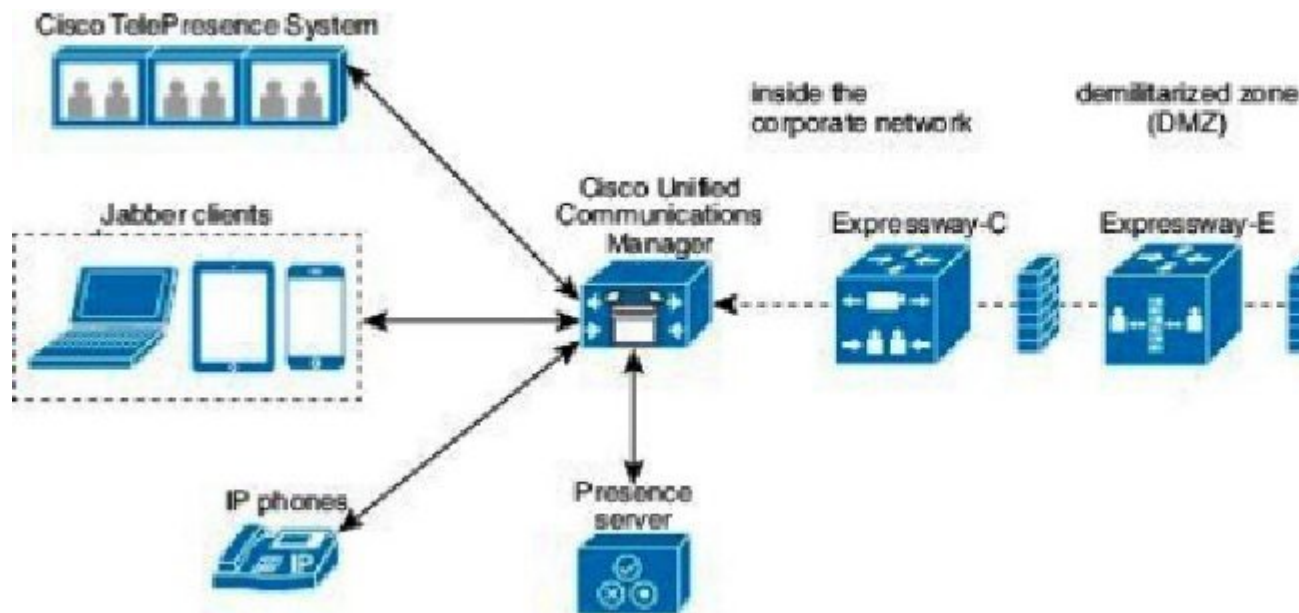 Cisco TelePresence System
inside the
corporate network
demilitarized zone
(DMZ)
Jabber clients
Cisco Unified
Communications
Manager
Expressway-C
Expressway-E
IP phones
IP
Presence
server